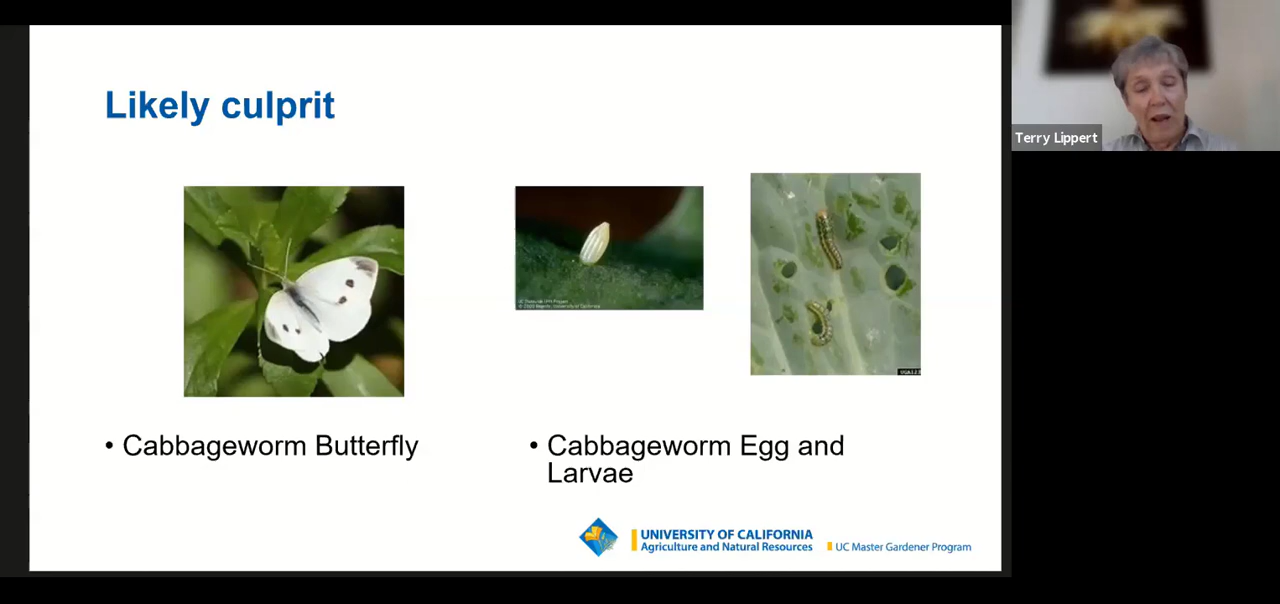 Likely culprit
Terry Lippert
• Cabbageworm Butterfly
• Cabbageworm Egg and
Larvae
UNIVERSITY OF CALIFORNIA
Agriculture and Natural Resources
UC Master Gardener Program